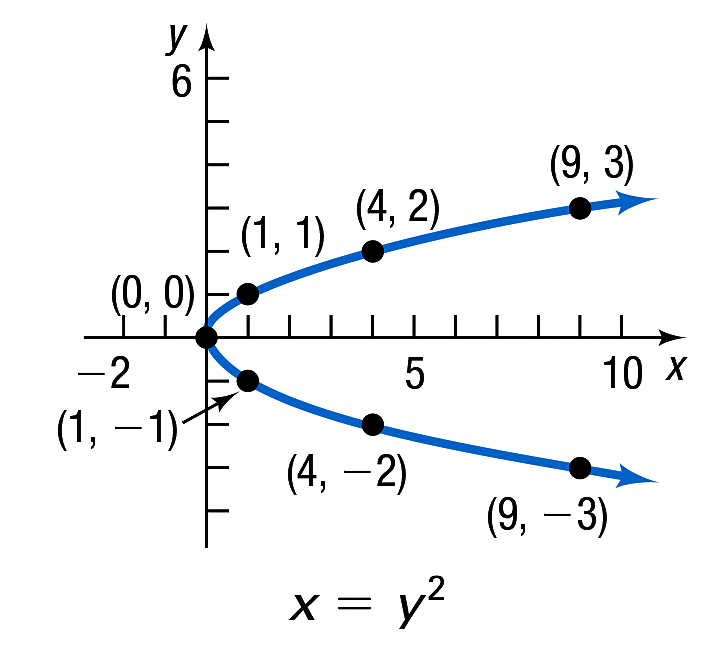 y
6
(9, 3)
(4, 2)
(1, 1)
(0, 0)
−2 5 10 x
(1, −1)
(4, −2)
(9, −3)
x = y²